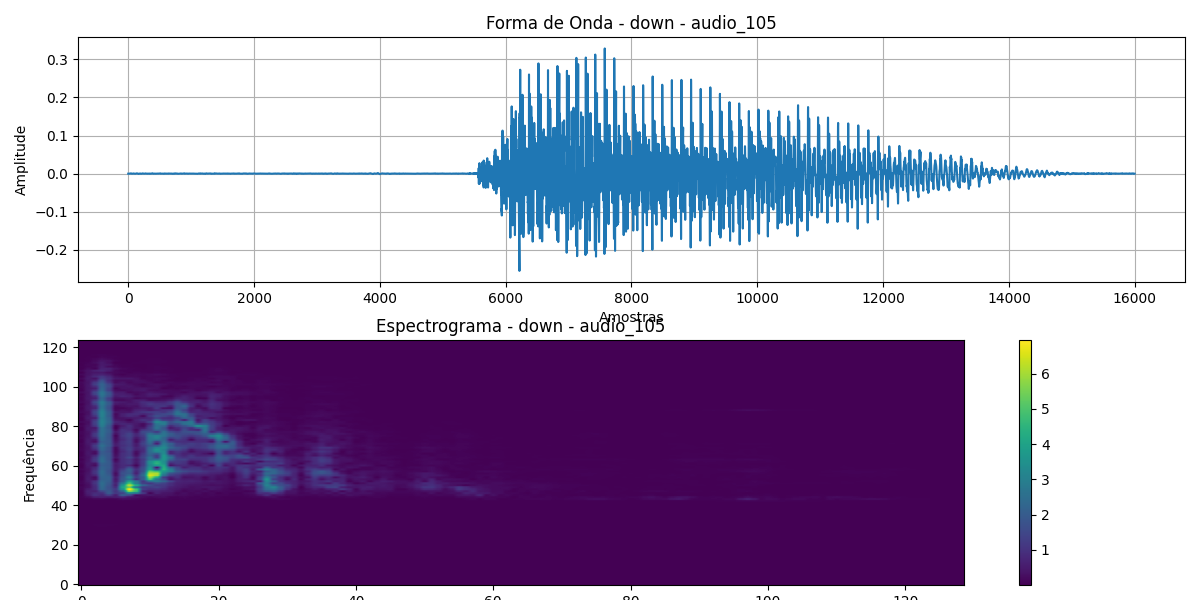 Forma de Onda - down - audio_105
0.3
0.2
0.1
0.0
−0.1
−0.2
Amplitude
0 2000 4000 6000 8000 10000 12000 14000 16000
Amostras
Espectrograma - down - audio_105
120
100
80
60
40
20
0
Frequência
0 20 40 60 80 100 120
6
5
4
3
2
1